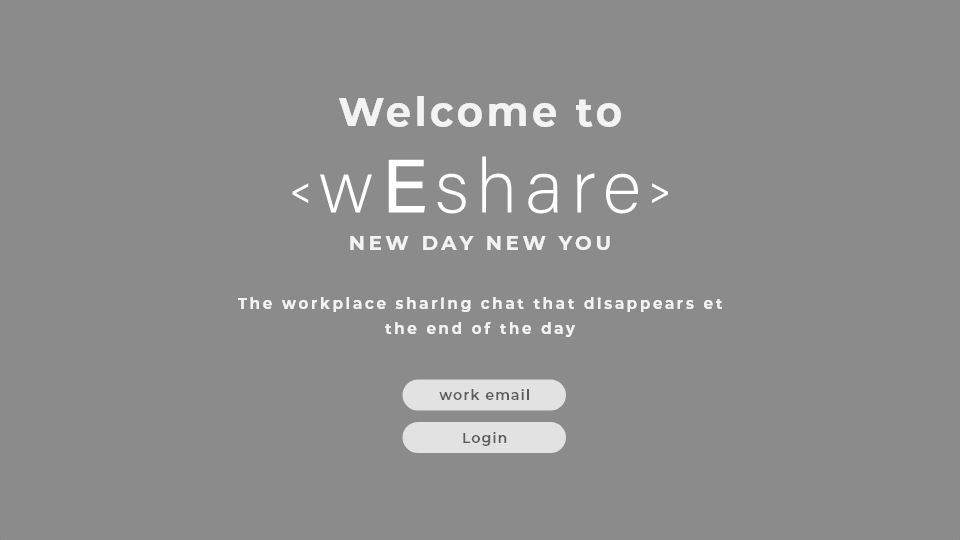 Welcome to
<wEshare>
NEW DAY NEW YOU
The workplace sharing chat that disappears et
the end of the day
work email
Login